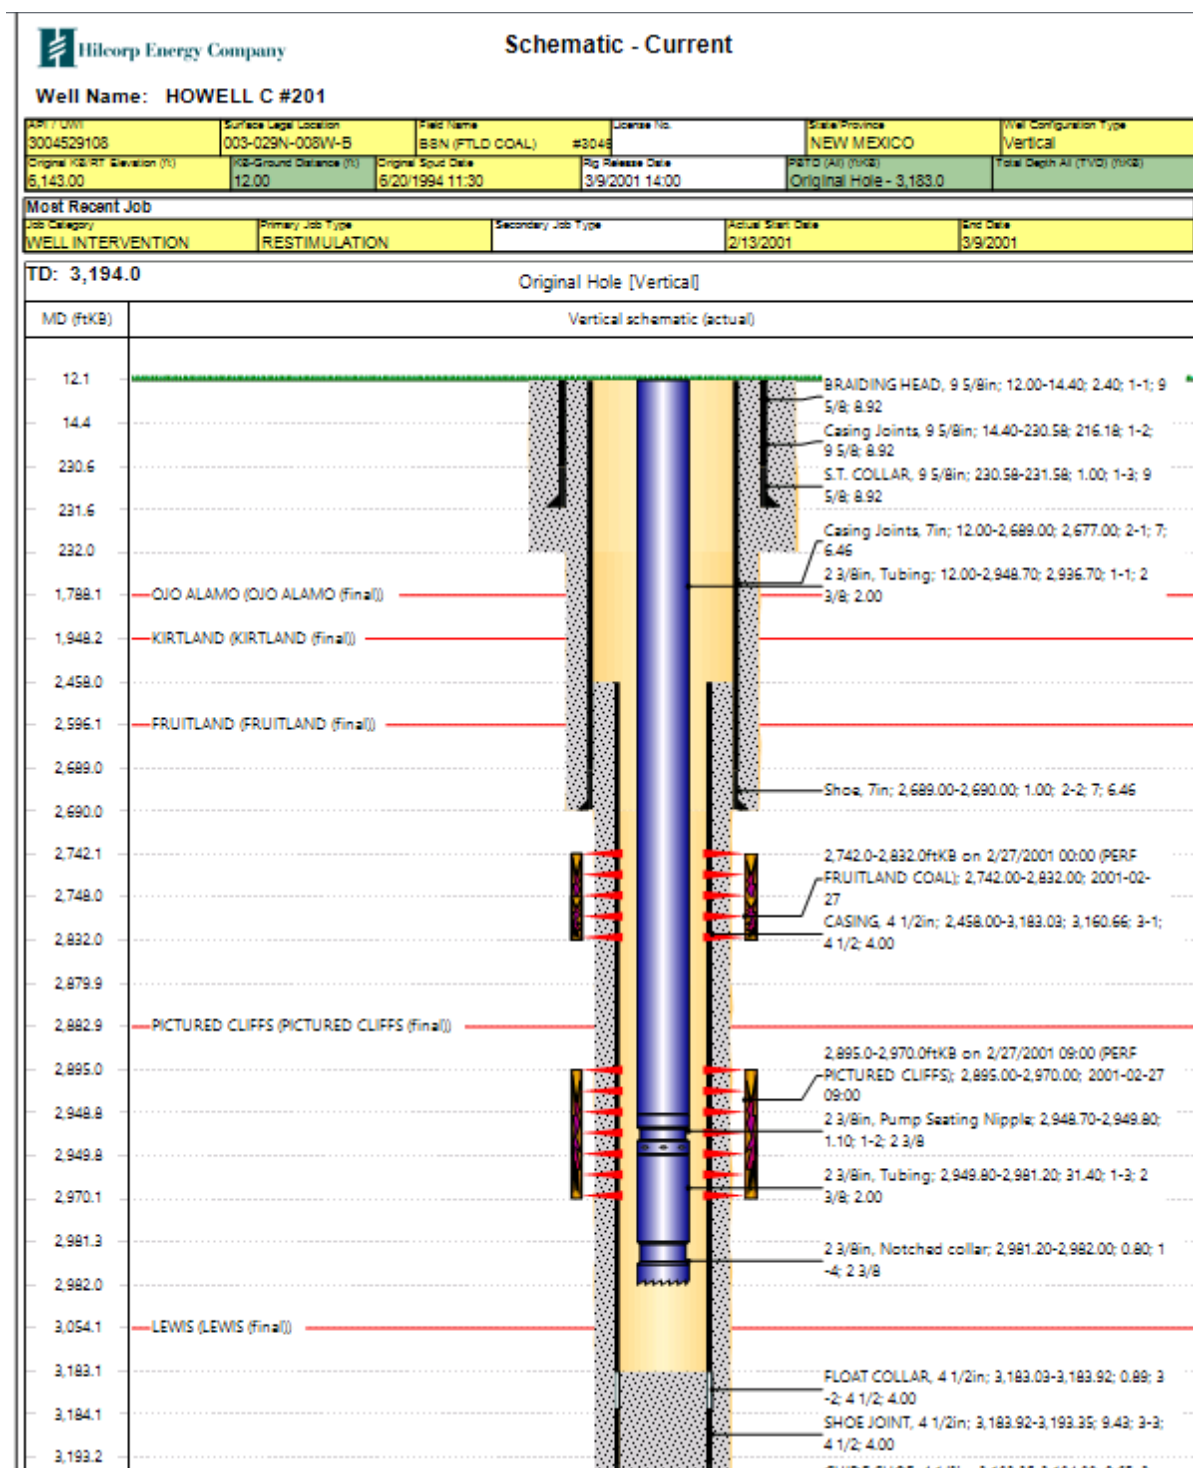 Hilcorp Energy Company
Schematic - Current
Well Name: HOWELL C #201
API / UWI
Surface Legal Location
Field Name
License No.
State/Province
Well Configuration Type
3004529108
003-029N-008W-B
BSN (FTLD COAL)
#3046
NEW MEXICO
Vertical
Original KB/RT Elevation (ft)
KB-Ground Distance (ft)
Original Spud Date
Rig Release Date
PBTD (All) (ftKB)
Total Depth All (TVD) (ftKB)
6,143.00
12.00
6/20/1994 11:30
3/9/2001 14:00
Original Hole - 3,183.0
Most Recent Job
Job Category
Primary Job Type
Secondary Job Type
Actual Start Date
End Date
WELL INTERVENTION
RESTIMULATION
2/13/2001
3/9/2001
TD: 3,194.0
Original Hole [Vertical]
MD (ftKB)
Vertical schematic (actual)
12.1
BRAIDING HEAD, 9 5/8in; 12.00-14.40; 2.40; 1-1; 9
5/8; 8.92
14.4
Casing Joints, 9 5/8in; 14.40-230.58; 216.18; 1-2;
9 5/8; 8.92
230.6
S.T. COLLAR, 9 5/8in; 230.58-231.58; 1.00; 1-3; 9
5/8; 8.92
231.6
Casing Joints, 7in; 12.00-2,689.00; 2,677.00; 2-1; 7;
6.46
232.0
2 3/8in, Tubing; 12.00-2,948.70; 2,936.70; 1-1; 2
3/8; 2.00
1,788.1
OJO ALAMO (OJO ALAMO (final))
1,948.2
KIRTLAND (KIRTLAND (final))
2,458.0
2,596.1
FRUITLAND (FRUITLAND (final))
2,689.0
Shoe, 7in; 2,689.00-2,690.00; 1.00; 2-2; 7; 6.46
2,690.0
2,742.1
2,742.0-2,832.0ftKB on 2/27/2001 00:00 (PERF
FRUITLAND COAL); 2,742.00-2,832.00; 2001-02-
27
2,748.0
CASING, 4 1/2in; 2,458.00-3,183.03; 3,160.66; 3-1;
4 1/2; 4.00
2,832.0
2,879.9
2,882.9
PICTURED CLIFFS (PICTURED CLIFFS (final))
2,895.0
2,895.0-2,970.0ftKB on 2/27/2001 09:00 (PERF
PICTURED CLIFFS); 2,895.00-2,970.00; 2001-02-27
09:00
2,948.8
2 3/8in, Pump Seating Nipple; 2,948.70-2,949.80;
1.10; 1-2; 2 3/8
2,949.8
2 3/8in, Tubing; 2,949.80-2,981.20; 31.40; 1-3; 2
3/8; 2.00
2,970.1
2,981.3
2 3/8in, Notched collar; 2,981.20-2,982.00; 0.80; 1
-4; 2 3/8
2,982.0
3,054.1
LEWIS (LEWIS (final))
3,183.1
FLOAT COLLAR, 4 1/2in; 3,183.03-3,183.92; 0.89; 3
-2; 4 1/2; 4.00
3,184.1
SHOE JOINT, 4 1/2in; 3,183.92-3,193.35; 9.43; 3-3;
4 1/2; 4.00
3,193.2